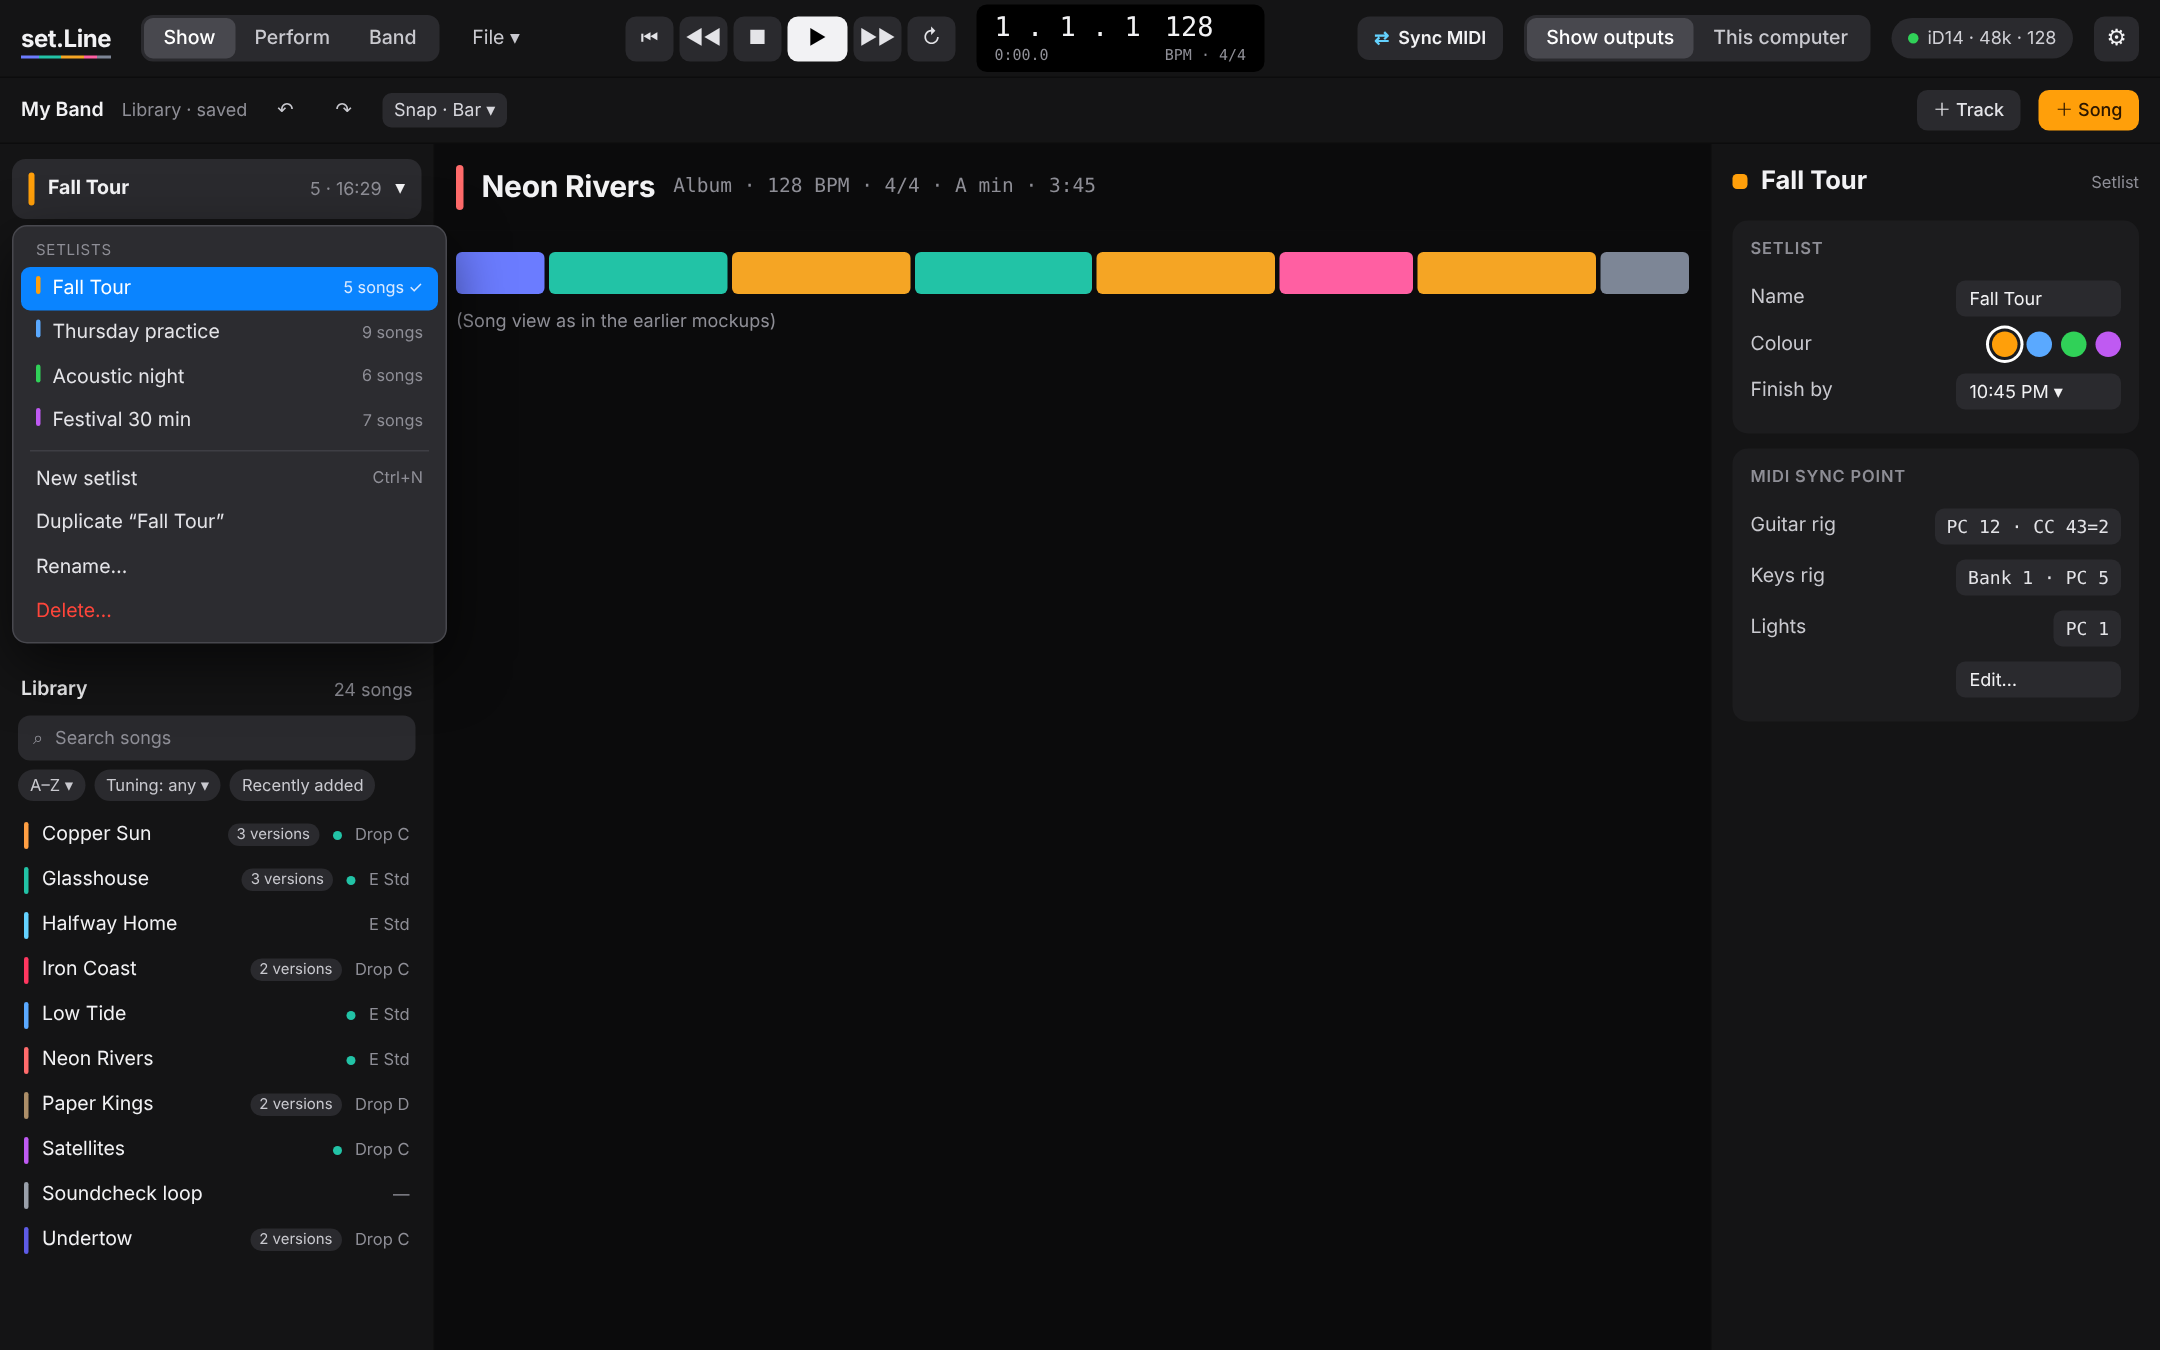 set.Line
Show
Perform
Band
File ▾
1 . 1 . 1
128
0:00.0
BPM · 4/4
⇄ Sync MIDI
Show outputs
This computer
iD14 · 48k · 128
My Band
Library · saved
Snap · Bar ▾
+ Track
+ Song
Fall Tour
5 · 16:29 ▾
SETLISTS
Fall Tour
5 songs ✓
Thursday practice
9 songs
Acoustic night
6 songs
Festival 30 min
7 songs
New setlist
Ctrl+N
Duplicate “Fall Tour”
Rename...
Delete...
Library
24 songs
Search songs
A–Z ▾
Tuning: any ▾
Recently added
Copper Sun
3 versions
Drop C
Glasshouse
3 versions
E Std
Halfway Home
E Std
Iron Coast
2 versions
Drop C
Low Tide
E Std
Neon Rivers
E Std
Paper Kings
2 versions
Drop D
Satellites
Drop C
Soundcheck loop
—
Undertow
2 versions
Drop C
Neon Rivers
Album · 128 BPM · 4/4 · A min · 3:45
(Song view as in the earlier mockups)
Fall Tour
Setlist
SETLIST
Name
Fall Tour
Colour
Finish by
10:45 PM ▾
MIDI SYNC POINT
Guitar rig
PC 12 · CC 43=2
Keys rig
Bank 1 · PC 5
Lights
PC 1
Edit...